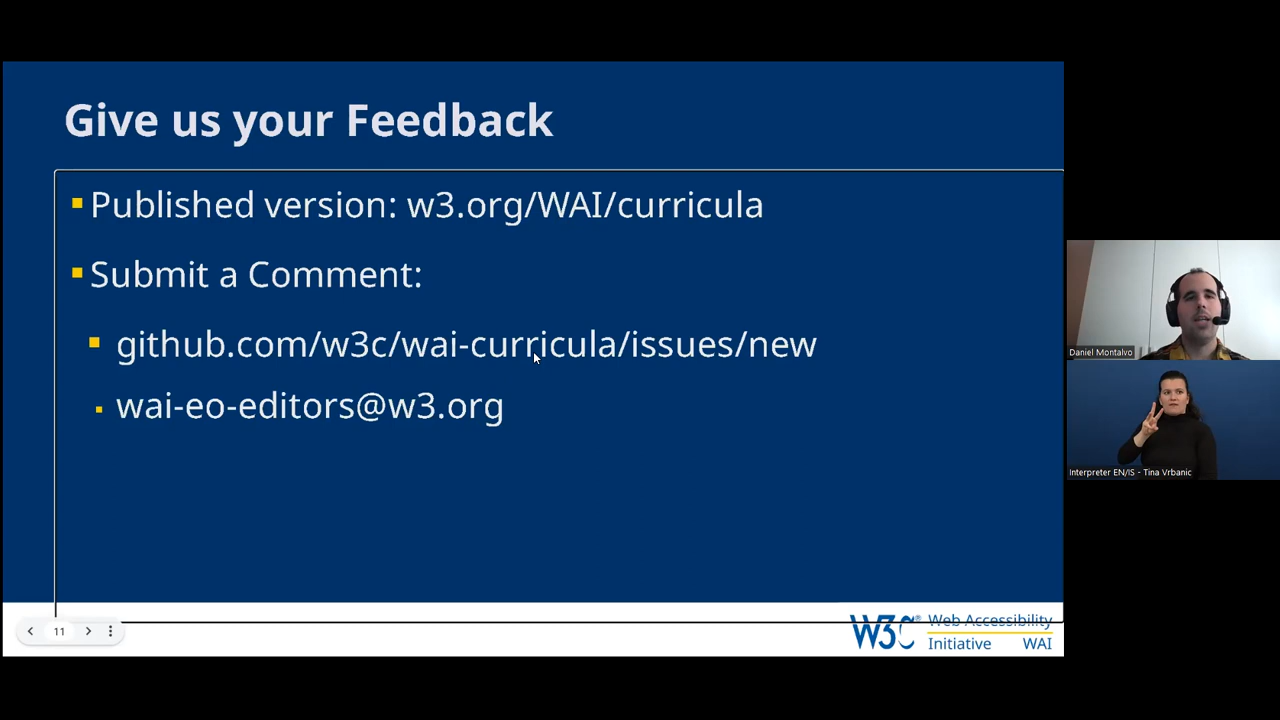 Give us your Feedback
Published version: w3.org/WAI/curricula
Submit a Comment:
github.com/w3c/wai-curricula/issues/new
wai-eo-editors@w3.org
Daniel Montalvo
Interpreter EN/IS - Tina Vrbanic
11
W3C® Web Accessibility
Initiative WAI